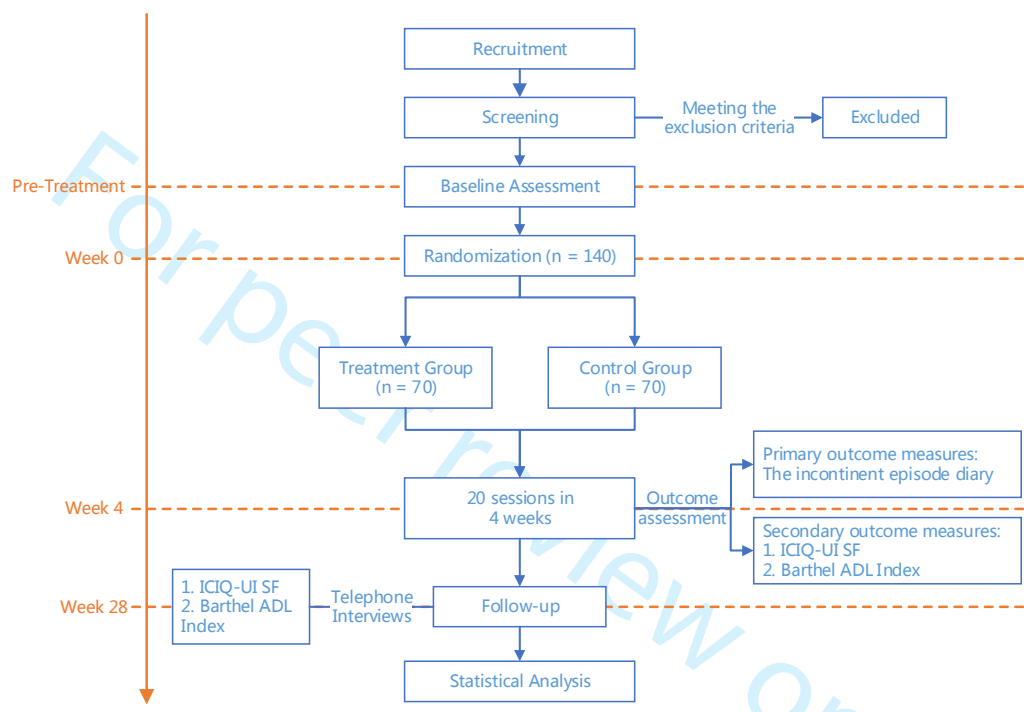 Recruitment
Screening
Meeting the
exclusion criteria
Excluded
Pre-Treatment
Baseline Assessment
Week 0
Randomization (n = 140)
Treatment Group
(n = 70)
Control Group
(n = 70)
Primary outcome measures:
The incontinent episode diary
Week 4
20 sessions in
4 weeks
Outcome
assessment
Secondary outcome measures:
1. ICIQ-UI SF
2. Barthel ADL Index
Week 28
1. ICIQ-UI SF
2. Barthel ADL
Index
Telephone
Interviews
Follow-up
Statistical Analysis
For peer review on